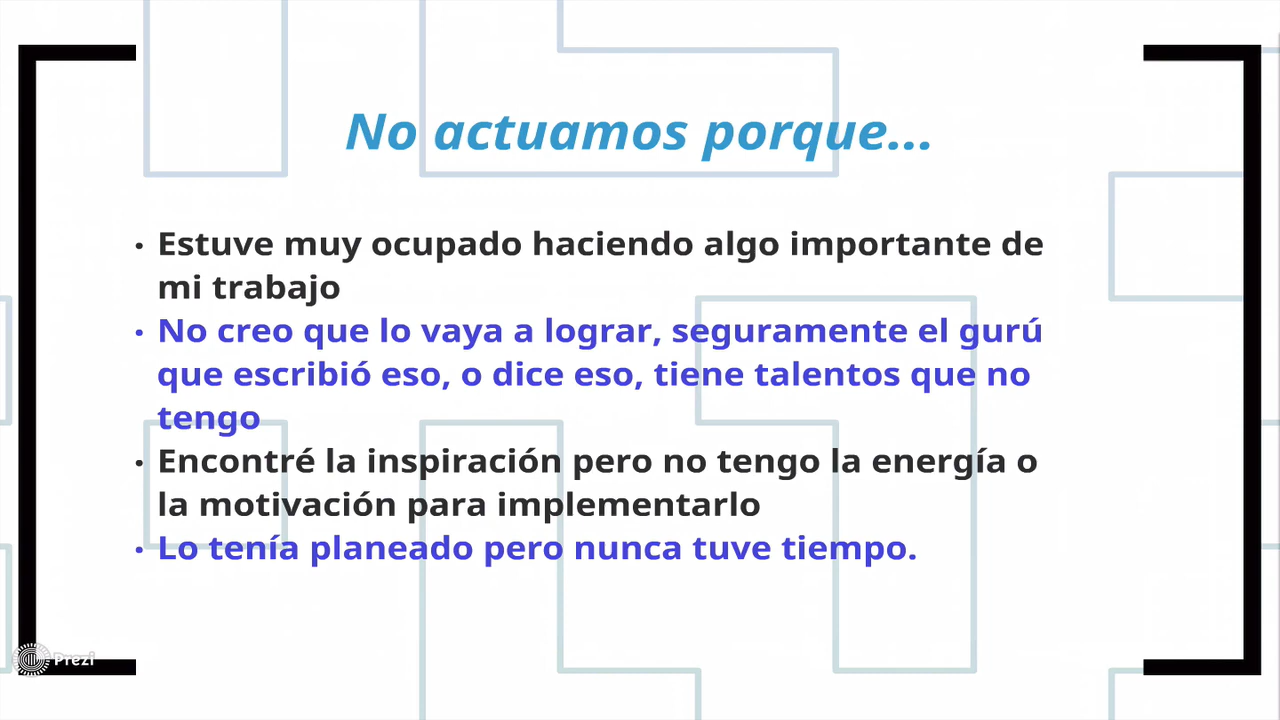 No actuamos porque...
• Estuve muy ocupado haciendo algo importante de
mi trabajo
• No creo que lo vaya a lograr, seguramente el gurú
que escribió eso, o dice eso, tiene talentos que no
tengo
• Encontré la inspiración pero no tengo la energía o
la motivación para implementarlo
• Lo tenía planeado pero nunca tuve tiempo.
Prezi